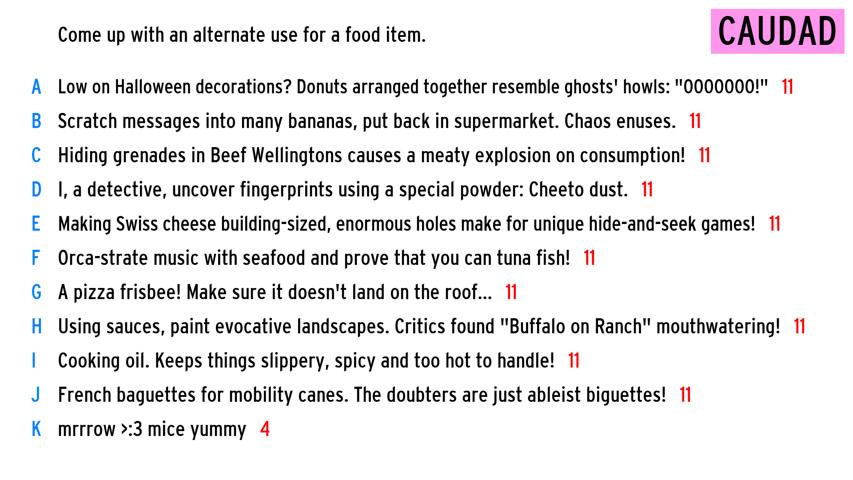 Come up with an alternate use for a food item.
CAUDAD
A Low on Halloween decorations? Donuts arranged together resemble ghosts' howls: "OOOOOOO!" 11
B Scratch messages into many bananas, put back in supermarket. Chaos enuses. 11
C Hiding grenades in Beef Wellingtons causes a meaty explosion on consumption! 11
D I, a detective, uncover fingerprints using a special powder: Cheeto dust. 11
E Making Swiss cheese building-sized, enormous holes make for unique hide-and-seek games! 11
F Orca-strate music with seafood and prove that you can tuna fish! 11
G A pizza frisbee! Make sure it doesn't land on the roof... 11
H Using sauces, paint evocative landscapes. Critics found "Buffalo on Ranch" mouthwatering! 11
I Cooking oil. Keeps things slippery, spicy and too hot to handle! 11
J French baguettes for mobility canes. The doubters are just ableist biguettes! 11
K mrrrow >:3 mice yummy 4